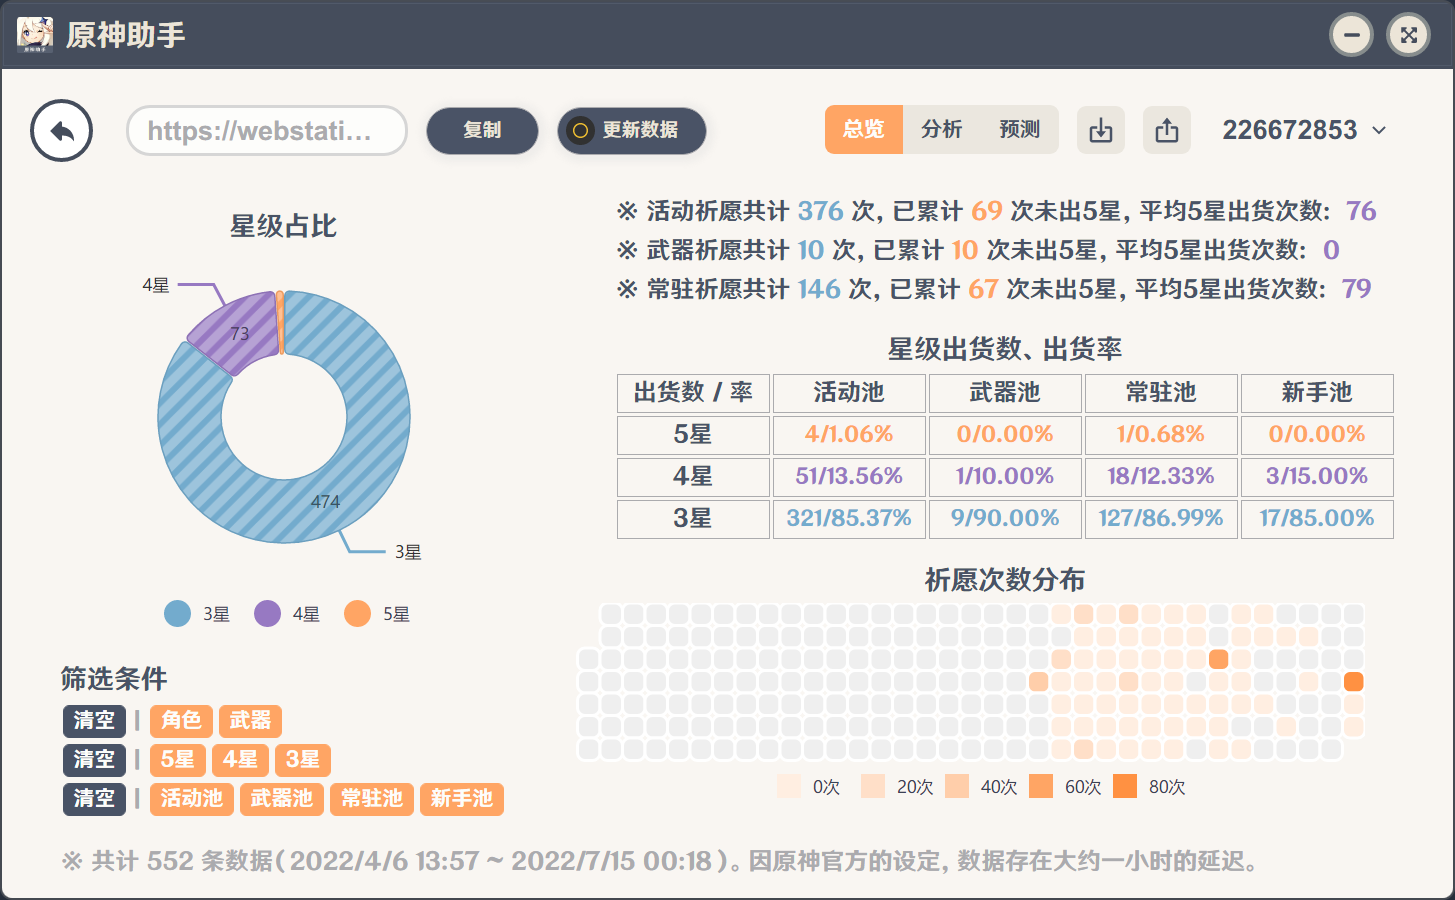 原神助手
https://webstati...
复制
更新数据
总览
分析
预测
226672853
星级占比
4星
73
474
3星
3星
4星
5星
※ 活动祈愿共计 376 次, 已累计 69 次未出5星, 平均5星出货次数: 76
※ 武器祈愿共计 10 次, 已累计 10 次未出5星, 平均5星出货次数: 0
※ 常驻祈愿共计 146 次, 已累计 67 次未出5星, 平均5星出货次数: 79
星级出货数、出货率
出货数 / 率 活动池 武器池 常驻池 新手池
5星 4/1.06% 0/0.00% 1/0.68% 0/0.00%
4星 51/13.56% 1/10.00% 18/12.33% 3/15.00%
3星 321/85.37% 9/90.00% 127/86.99% 17/85.00%
祈愿次数分布
0次 20次 40次 60次 80次
筛选条件
清空 | 角色 武器
清空 | 5星 4星 3星
清空 | 活动池 武器池 常驻池 新手池
※ 共计 552 条数据(2022/4/6 13:57 ~ 2022/7/15 00:18)。因原神官方的设定, 数据存在大约一小时的延迟。